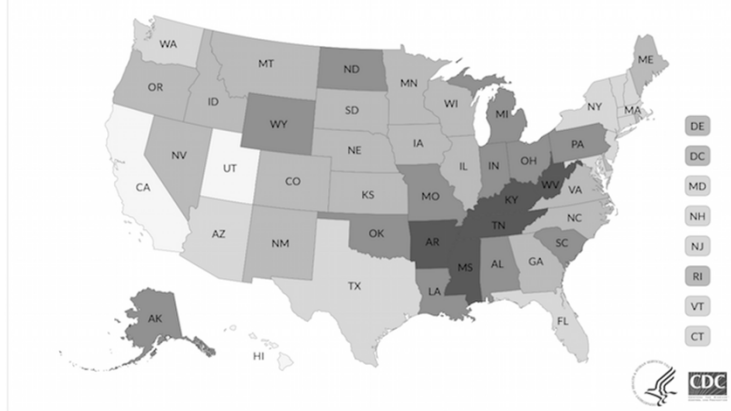 WA
MT
ND
MN
ME
OR
ID
WY
SD
WI
MI
NY
MA
NE
IA
PA
NV
UT
CO
IL
IN
OH
WV
VA
CA
KS
MO
KY
NC
AZ
NM
OK
AR
TN
SC
MS
AL
GA
TX
LA
FL
AK
HI
DE
DC
MD
NH
NJ
RI
VT
CT
CDC